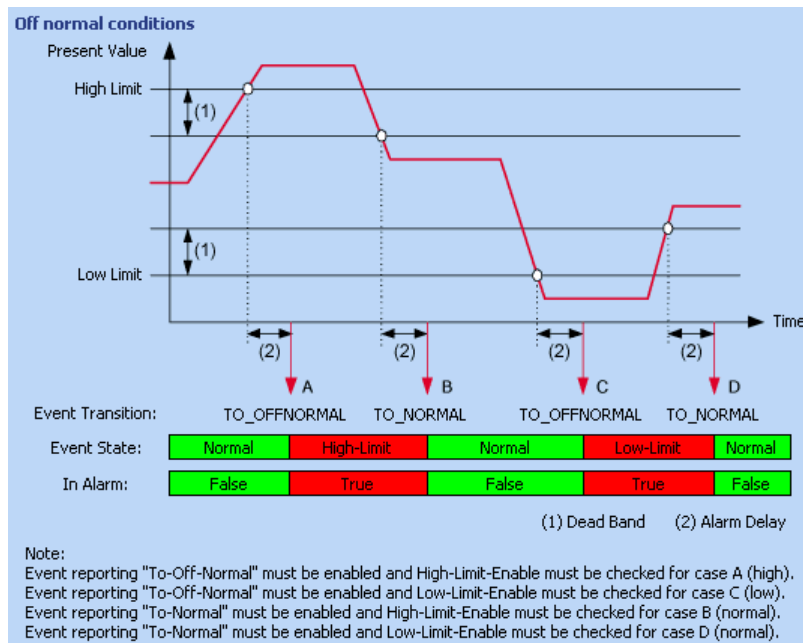 Off normal conditions
Present Value
High Limit
(1)
(1)
Low Limit
Time
(2) (2) (2) (2)
A B C D
Event Transition: TO_OFFNORMAL TO_NORMAL TO_OFFNORMAL TO_NORMAL
Event State: Normal High-Limit Normal Low-Limit Normal
In Alarm: False True False True False
(1) Dead Band (2) Alarm Delay
Note:
Event reporting "To-Off-Normal" must be enabled and High-Limit-Enable must be checked for case A (high).
Event reporting "To-Off-Normal" must be enabled and Low-Limit-Enable must be checked for case C (low).
Event reporting "To-Normal" must be enabled and High-Limit-Enable must be checked for case B (normal).
Event reporting "To-Normal" must be enabled and Low-Limit-Enable must be checked for case D (normal).